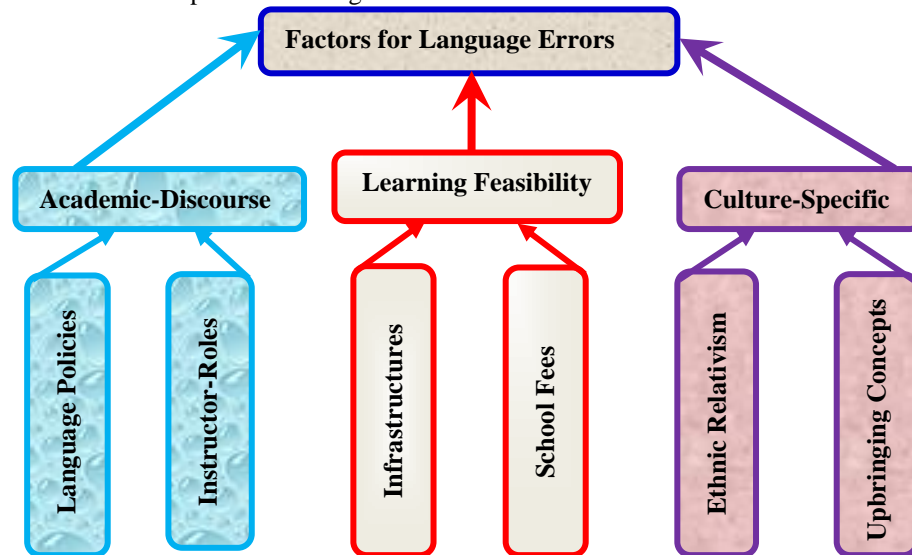 Factors for Language Errors
Academic-Discourse
Learning Feasibility
Culture-Specific
Language Policies
Instructor-Roles
Infrastructures
School Fees
Ethnic Relativism
Upbringing Concepts